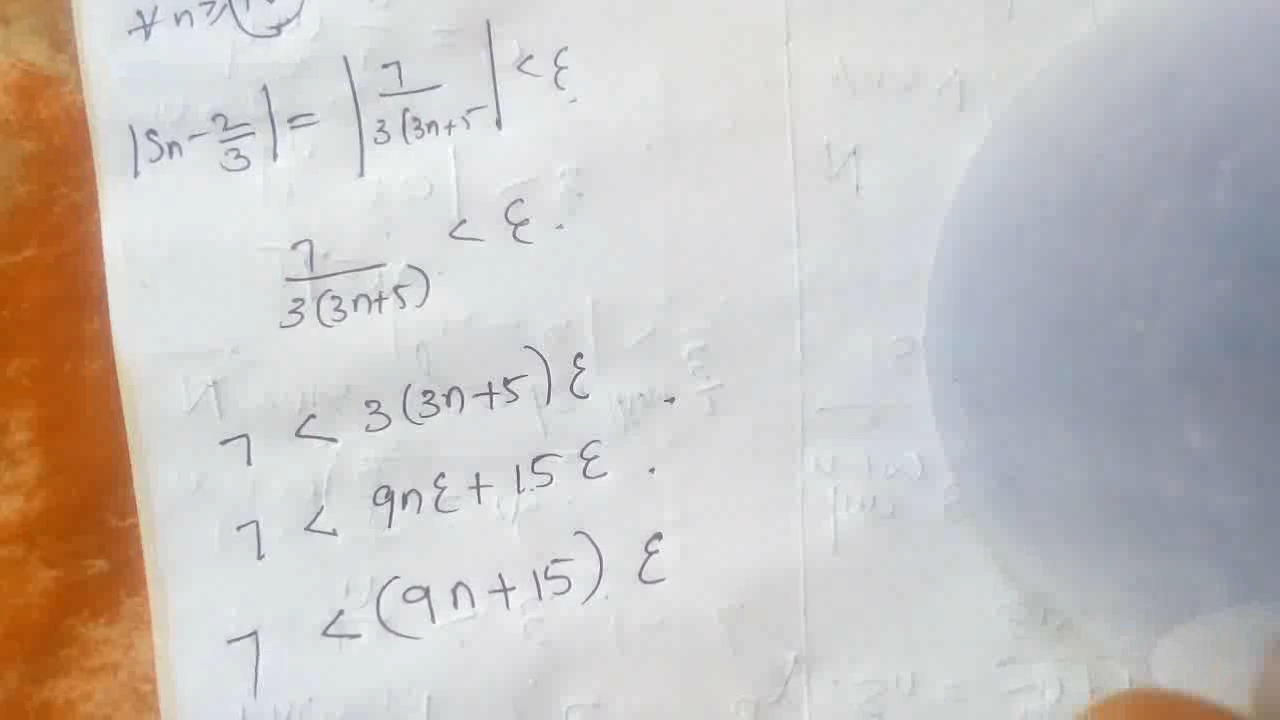 ∀ n ≥
|Sn - 2/3| = |7/3(3n+5| < ε
7/3(3n+5) < ε.
7 < 3(3n+5) ε
7 < 9nε + 15 ε
7 < (9n + 15) ε